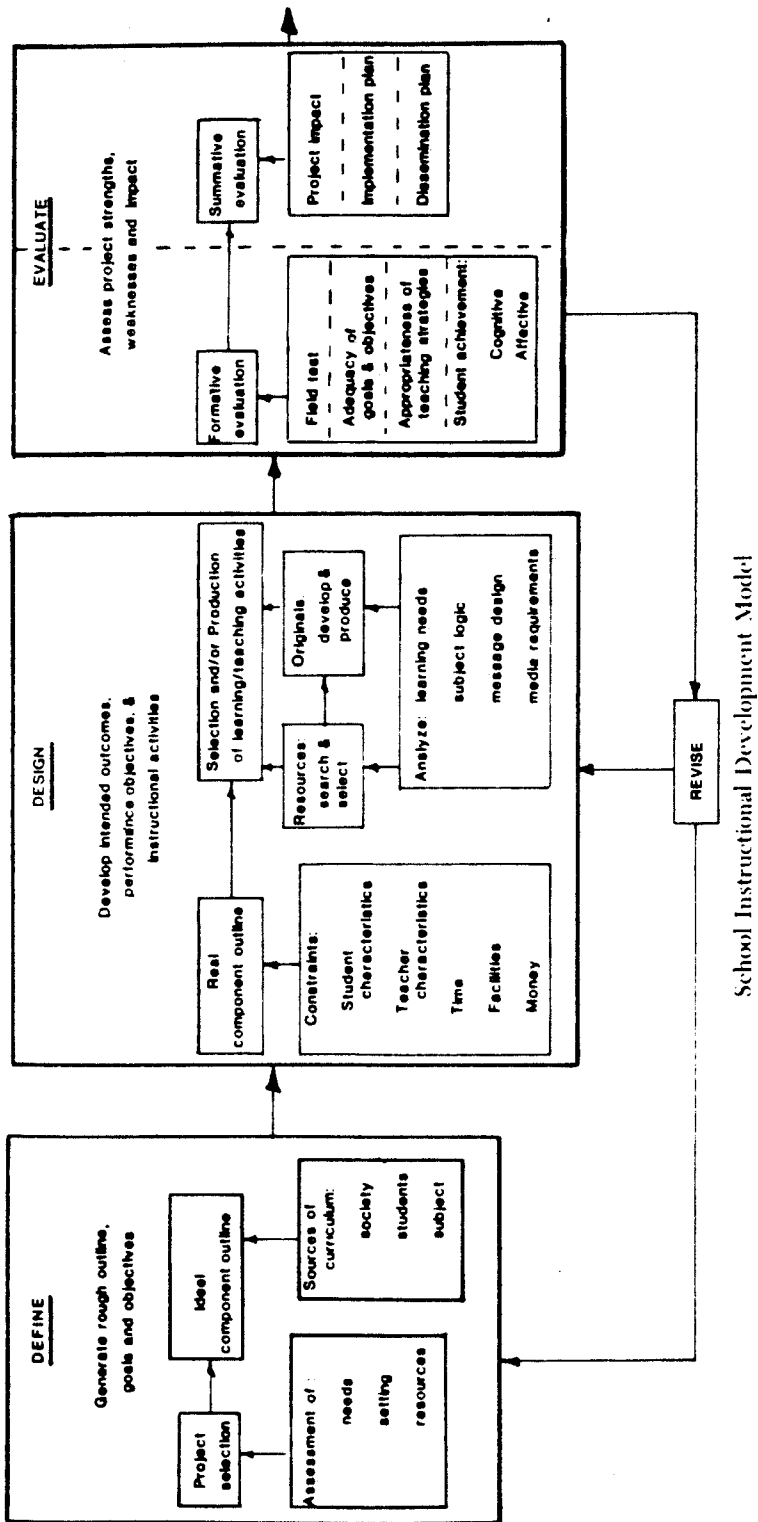 DEFINE
Generate rough outline,
goals and objectives
Project
selection
Ideal
component outline
Assessment of :
needs
setting
resources
Sources of
curriculum:
society
students
subject
DESIGN
Develop intended outcomes,
performance objectives, &
instructional activities
Real
component outline
Selection and/or Production
of learning/teaching activities
Constraints:
Student
characteristics
Teacher
characteristics
Time
Facilities
Money
Resources:
search &
select
Originals:
develop &
produce
Analyze: learning needs
subject logic
message design
media requirements
EVALUATE
Assess project strengths,
weaknesses and impact
Formative
evaluation
Summative
evaluation
Field test
Adequacy of
goals & objectives
Appropriateness of
teaching strategies
Student achievement:
Cognitive
Affective
Project impact
Implementation plan
Dissemination plan
REVISE
School Instructional Development Model